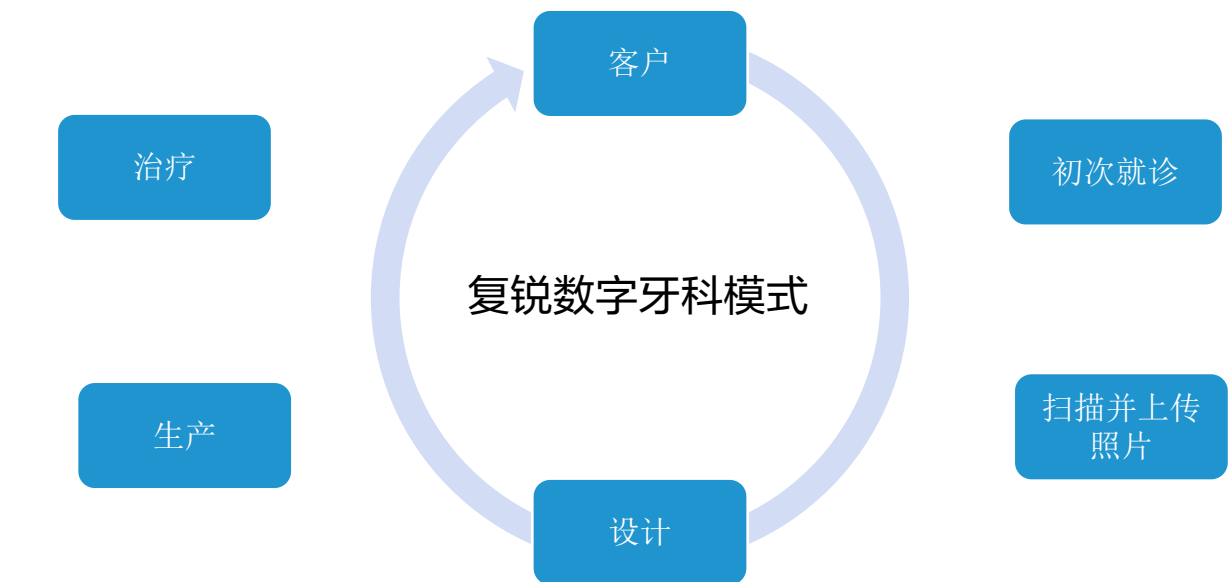 客户
治疗
初次就诊
复锐数字牙科模式
生产
扫描并上传
照片
设计